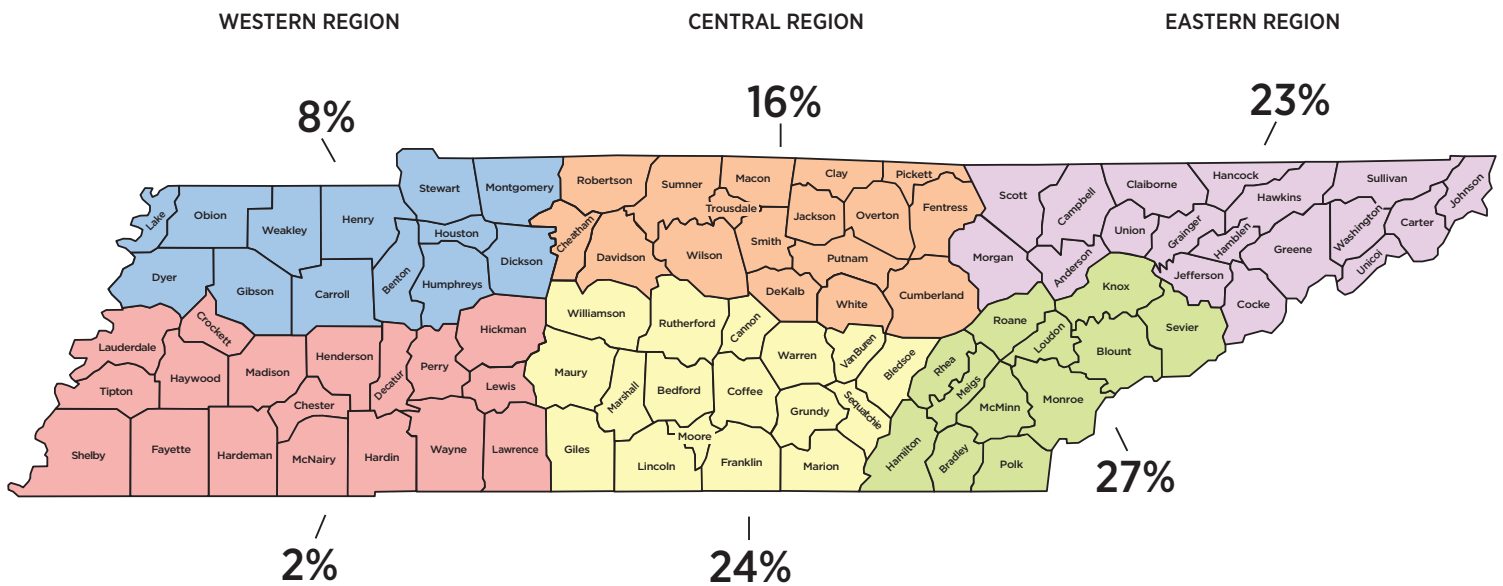 WESTERN REGION
CENTRAL REGION
EASTERN REGION
8%
16%
23%
Lake
Obion
Weakley
Henry
Stewart
Montgomery
Houston
Dickson
Dyer
Gibson
Carroll
Benton
Humphreys
Robertson
Sumner
Macon
Clay
Pickett
Trousdale
Jackson
Overton
Fentress
Cheatham
Davidson
Wilson
Smith
Putnam
DeKalb
White
Cumberland
Scott
Campbell
Claiborne
Hancock
Hawkins
Sullivan
Johnson
Union
Grainger
Hamblen
Greene
Washington
Carter
Unicoi
Morgan
Anderson
Jefferson
Cocke
Lauderdale
Crockett
Tipton
Haywood
Madison
Henderson
Decatur
Perry
Hickman
Lewis
Chester
Shelby
Fayette
Hardeman
McNairy
Hardin
Wayne
Lawrence
Williamson
Rutherford
Cannon
Warren
VanBuren
Bledsoe
Maury
Marshall
Bedford
Coffee
Grundy
Sequatchie
Giles
Moore
Lincoln
Franklin
Marion
Knox
Roane
Loudon
Sevier
Blount
Rhea
Meigs
McMinn
Monroe
Hamilton
Bradley
Polk
2%
24%
27%